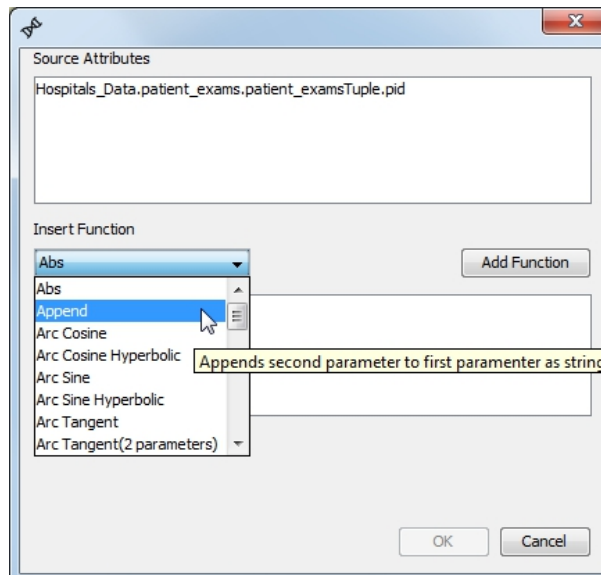 Source Attributes
Hospitals_Data.patient_exams.patient_examsTuple.pid
Insert Function
Abs
Add Function
Abs
Append
Arc Cosine
Arc Cosine Hyperbolic
Appends second parameter to first paramenter as string
Arc Sine
Arc Sine Hyperbolic
Arc Tangent
Arc Tangent(2 parameters)
OK
Cancel